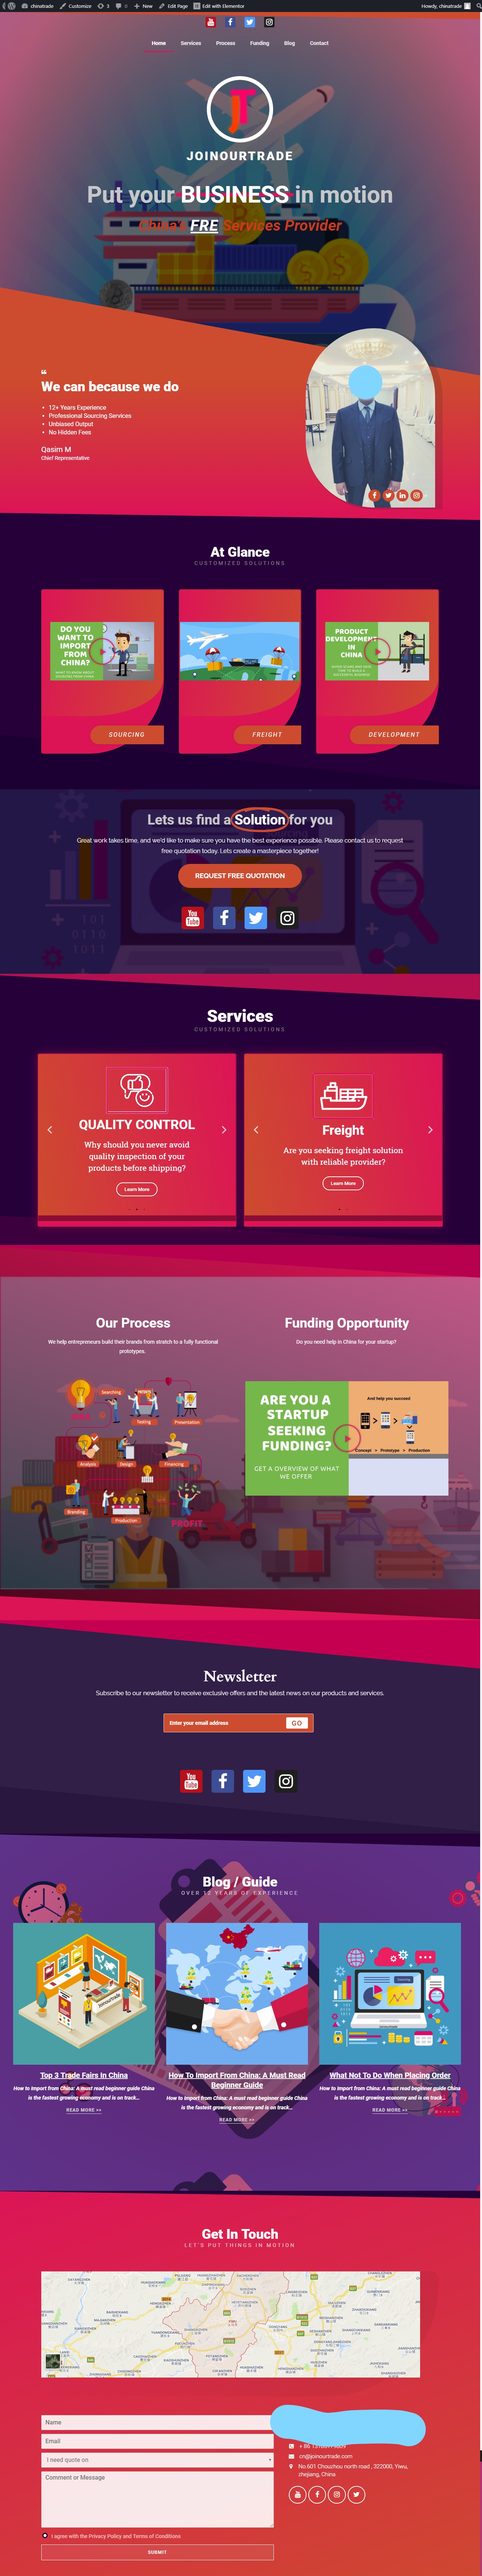 chinatrade
Customize
3
0
New
Edit Page
Edit with Elementor
Howdy, chinatrade
Home
Services
Process
Funding
Blog
Contact
JT
JOINOURTRADE
Put your BUSINESS in motion
China's FRE Services Provider
We can because we do
12+ Years Experience
Professional Sourcing Services
Unbiased Output
No Hidden Fees
Qasim M
Chief Representative
At Glance
CUSTOMIZED SOLUTIONS
DO YOU
WANT TO
IMPORT
FROM
CHINA?
PRODUCT
DEVELOPMENT
IN
CHINA
SOURCING
FREIGHT
DEVELOPMENT
Lets us find a Solution for you
Great work takes time, and we'd like to make sure you have the best experience possible. Please contact us to request
free quotation today. Let create a masterpiece together!
REQUEST FREE QUOTATION
You
Tube
Services
CUSTOMIZED SOLUTIONS
QUALITY CONTROL
Why should you never avoid
quality inspection of your
products before shipping?
Learn More
Freight
Are you seeking freight solution
with reliable provider?
Learn More
Our Process
We help entrepreneurs build their brands from stratch to a fully functional
prototypes.
Searching
Testing
Presentation
Analysis
Design
Financing
Branding
Production
PROFIT
Funding Opportunity
Do you need help in China for your startup?
ARE YOU A
STARTUP
SEEKING
FUNDING?
GET A OVERVIEW OF WHAT
WE OFFER
And help you succeed
Concept > Prototype > Production
Newsletter
Subscribe to our newsletter to receive exclusive offers and the latest news on our products and services.
Enter your email address
GO
You
Tube
Blog / Guide
OVER 12 YEARS OF EXPERIENCE
Joinourtrade
Top 3 Trade Fairs In China
How to Import from China: A must read beginner guide China
is the fastest growing economy and is on track...
READ MORE >>
How To Import From China: A Must Read
Beginner Guide
How to Import from China: A must read beginner guide China
is the fastest growing economy and is on track...
READ MORE >>
What Not To Do When Placing Order
How to Import from China: A must read beginner guide China
is the fastest growing economy and is on track...
READ MORE >>
Get In Touch
LET'S PUT THINGS IN MOTION
Name
Email
I need quote on
Comment or Message
I agree with the Privacy Policy and Terms of Conditions
SUBMIT
cn@joinourtrade.com
No.601 Chouzhou north road , 322000, Yiwu,
zhejiang, China